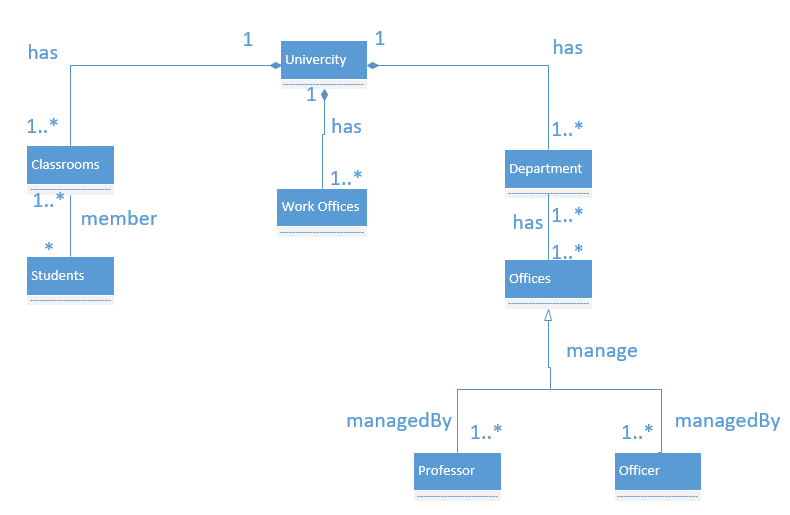 1
Univercity
1
has
has
1
has
1..*
1..*
Classrooms
Department
1..*
Work Offices
1..*
member
has
1..*
*
1..*
Students
Offices
manage
managedBy
1..*
1..*
managedBy
Professor
Officer